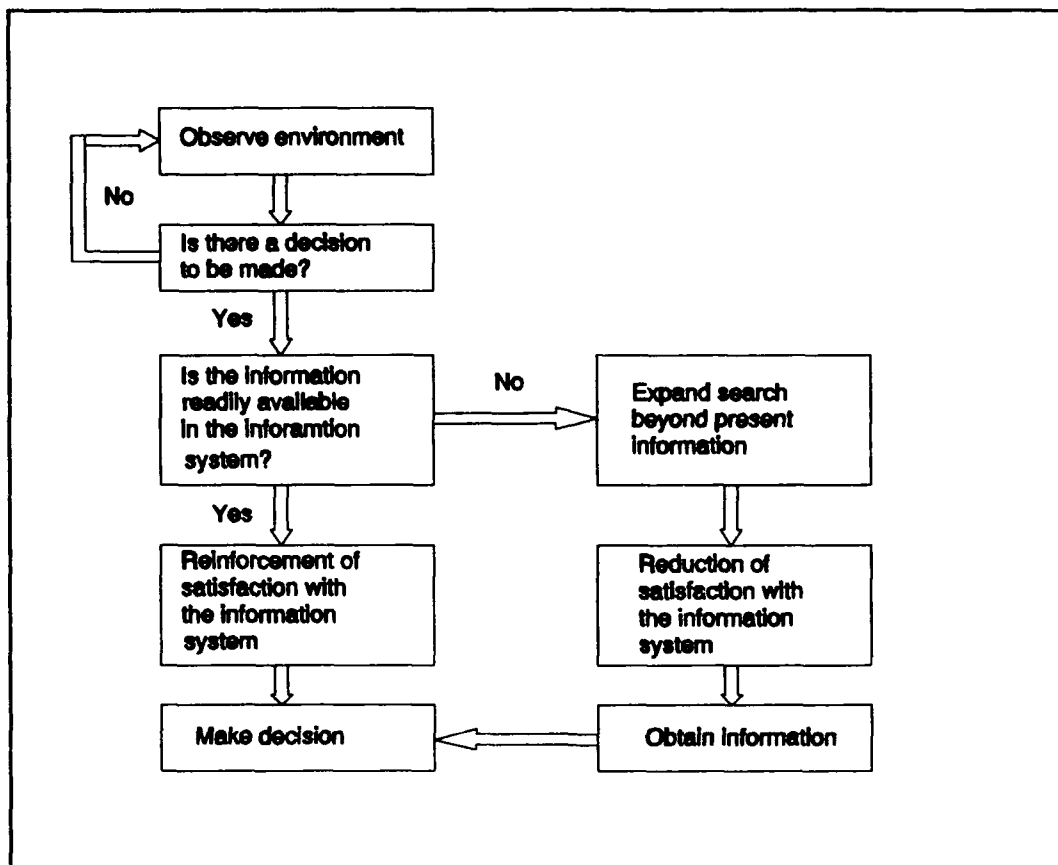 Observe environment
No
Is there a decision
to be made?
Yes
Is the information
readily available
in the inforamtion
system?
No
Expand search
beyond present
information
Yes
Reinforcement of
satisfaction with
the information
system
Reduction of
satisfaction with
the information
system
Make decision
Obtain information